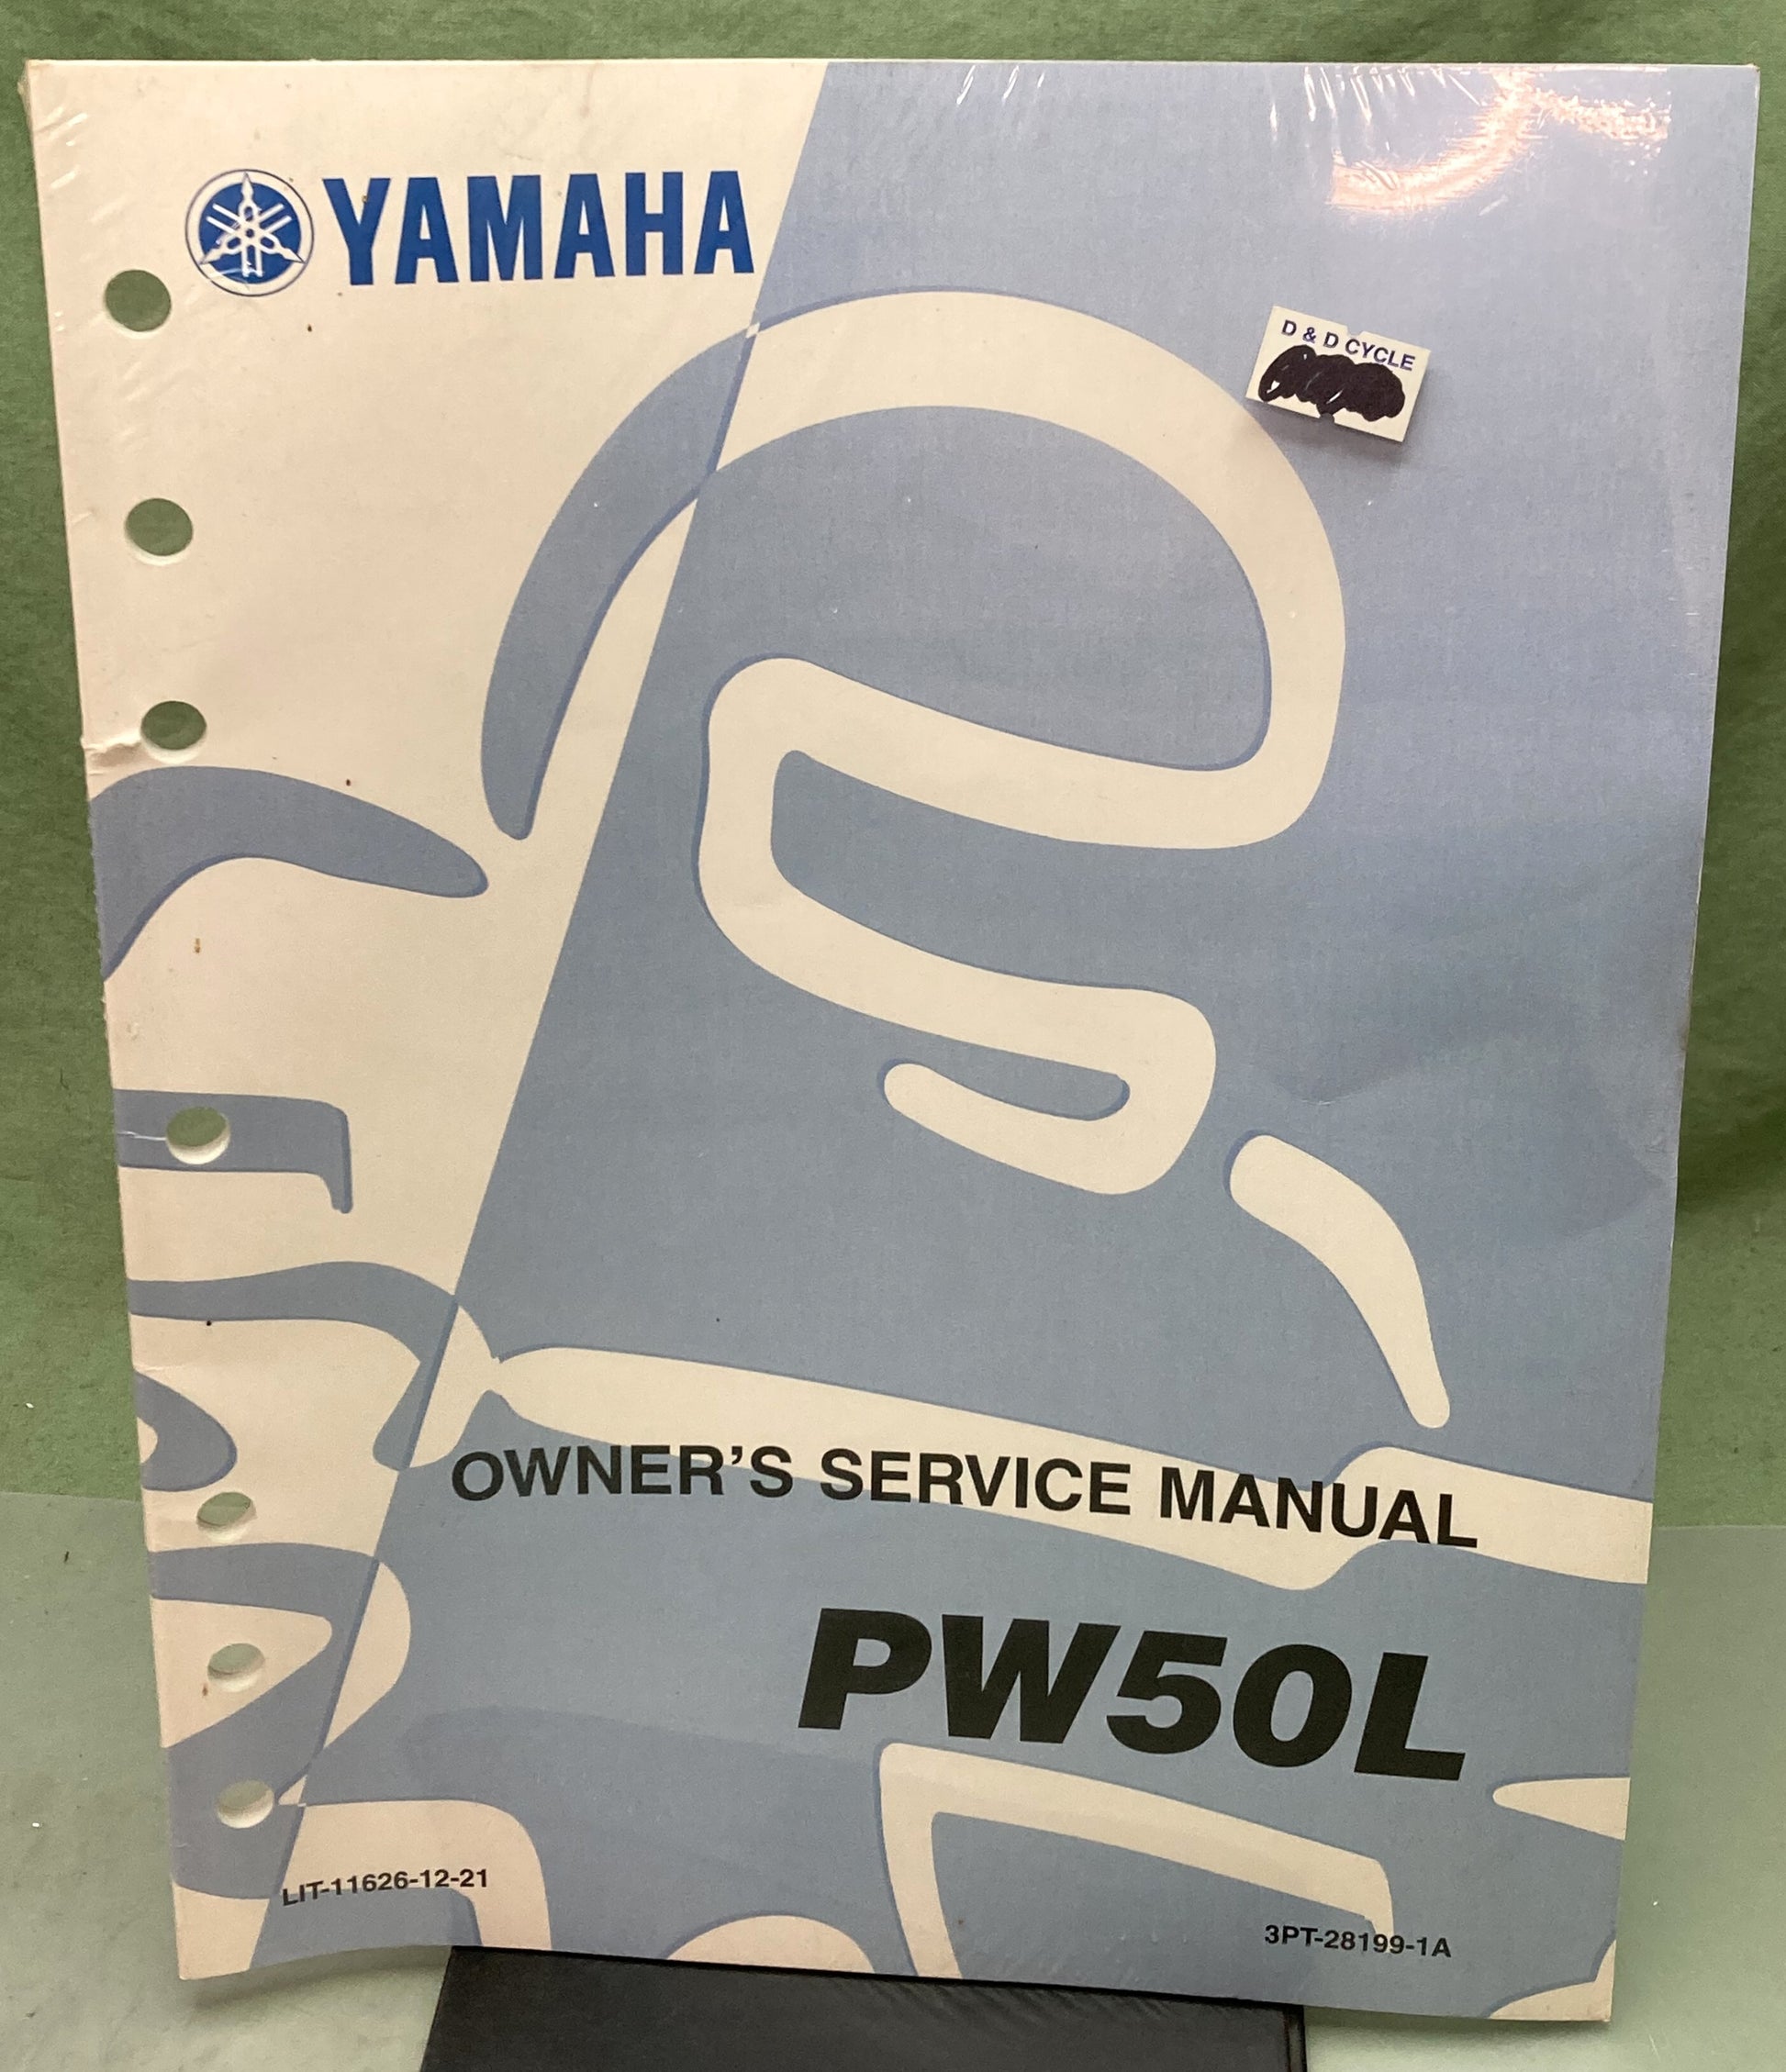 YAMAHA
D & D CYCLE
OWNER'S SERVICE MANUAL
PW50L
LIT-11626-12-21
3PT-28199-1A